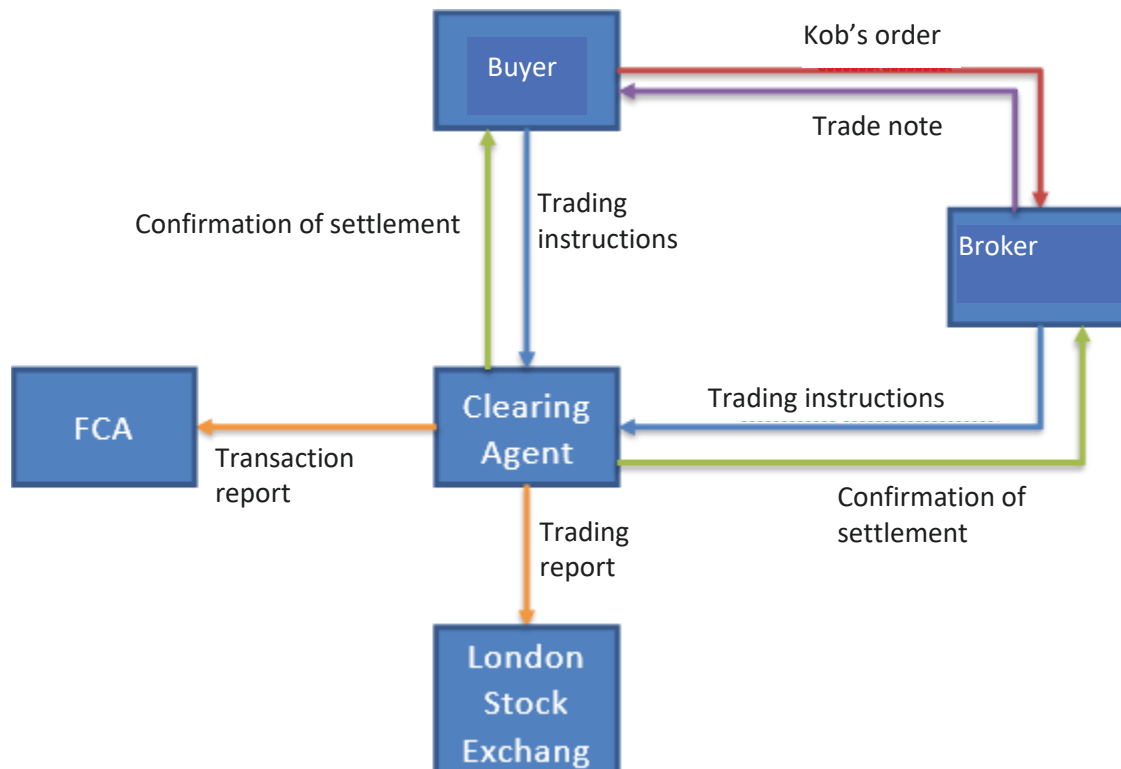 Kob's order
Buyer
Trade note
Confirmation of settlement
Trading
instructions
Broker
FCA
Transaction
report
Clearing
Agent
Trading instructions
Confirmation of
settlement
Trading
report
London
Stock
Exchang